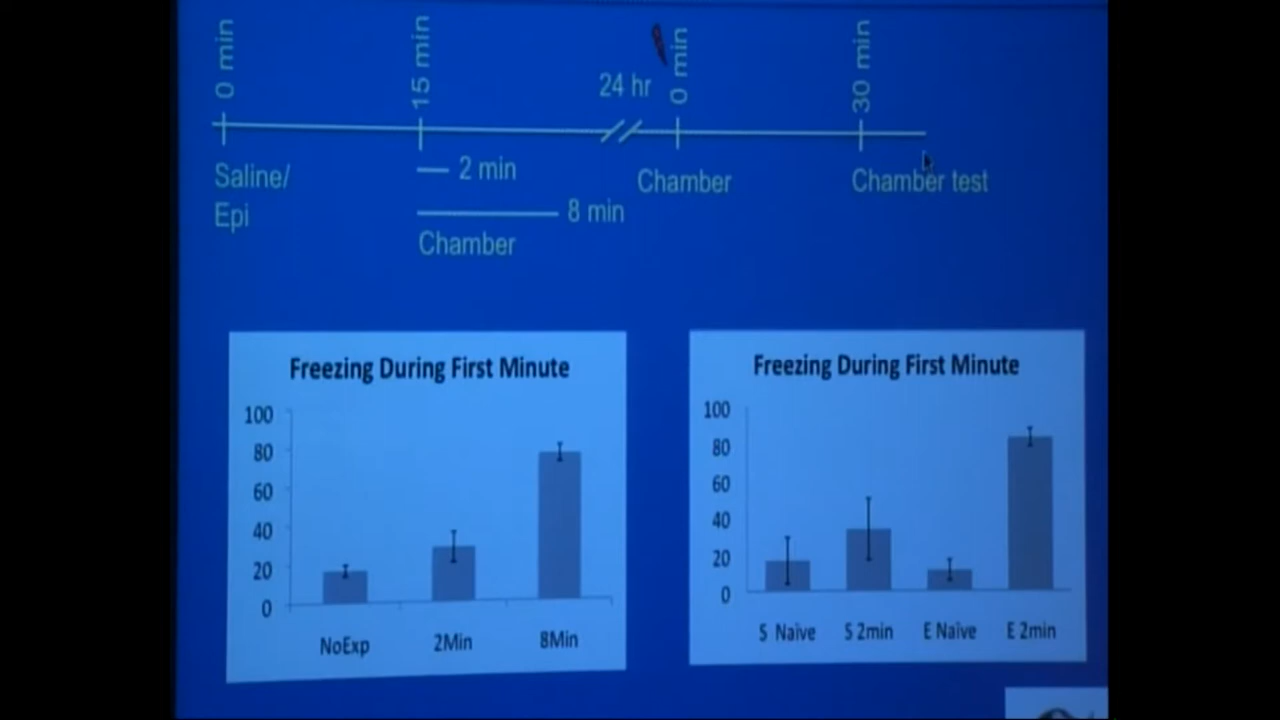 0 min
15 min
24 hr
0 min
30 min
Saline/
Epi
2 min
8 min
Chamber
Chamber
Chamber test
Freezing During First Minute
100
80
60
40
20
0
NoExp
2Min
8Min
Freezing During First Minute
100
80
60
40
20
0
S Naïve
S 2min
E Naïve
E 2min